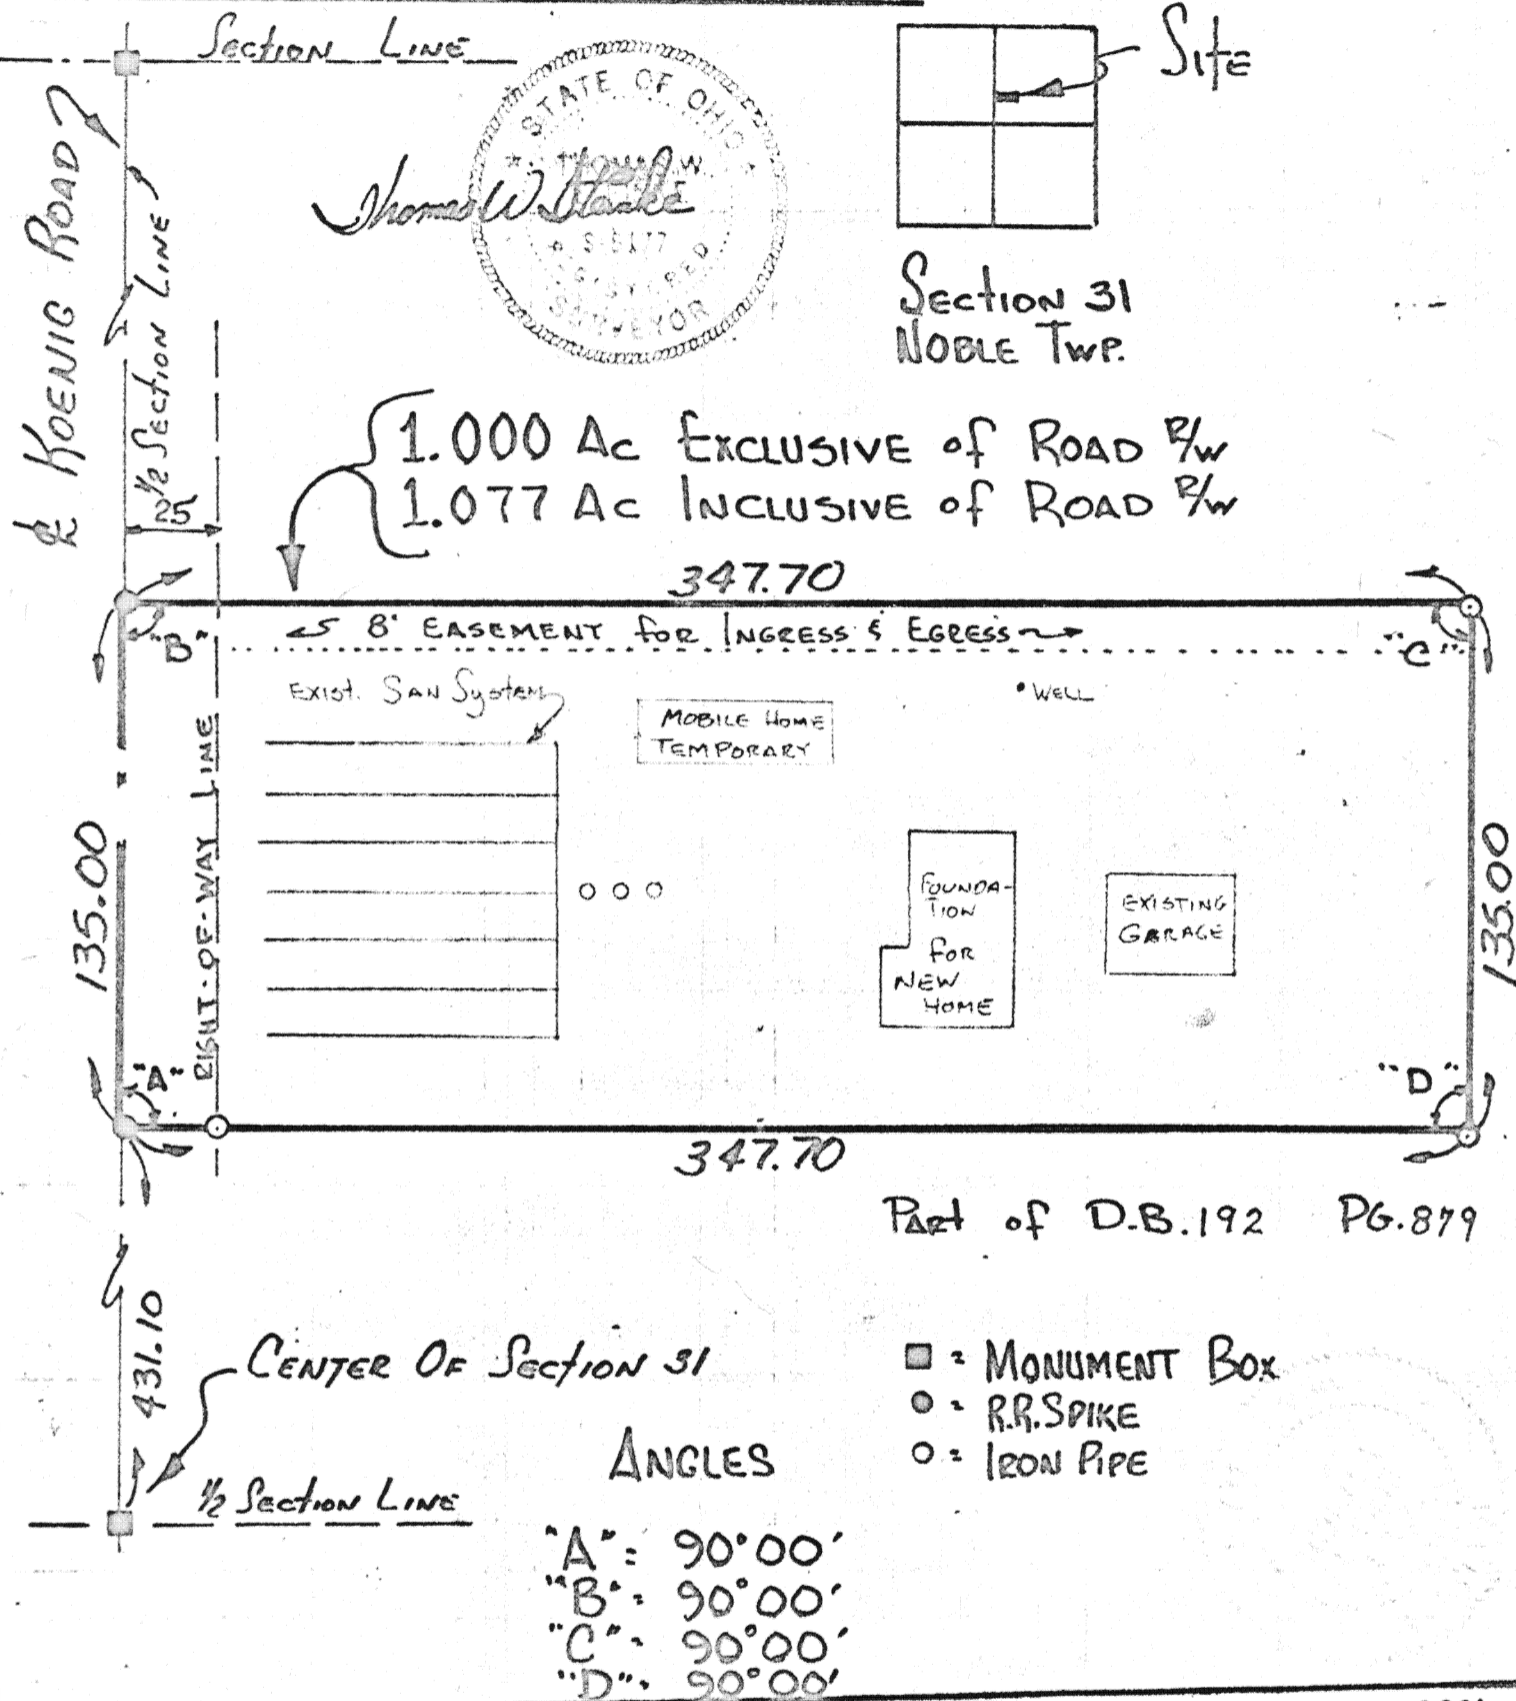 Section Line
Site
STATE OF OHIO
Thomas W.
REGISTERED
SURVEYOR
Section 31
Noble Twp.
℄ Koenig Road
1/2 Section Line
25
1.000 Ac Exclusive of Road R/W
1.077 Ac Inclusive of Road R/W
347.70
8' Easement for Ingress & Egress
"B"
"C"
Exist. San System
Well
Mobile Home
Temporary
135.00
Right-of-Way Line
Founda-
tion
for
New
Home
Existing
Garage
135.00
"A"
"D"
347.70
Part of D.B. 192 PG. 879
431.10
Center Of Section 31
= Monument Box
= R.R. Spike
= Iron Pipe
Angles
1/2 Section Line
"A" = 90°00'
"B" = 90°00'
"C" = 90°00'
"D" = 90°00'